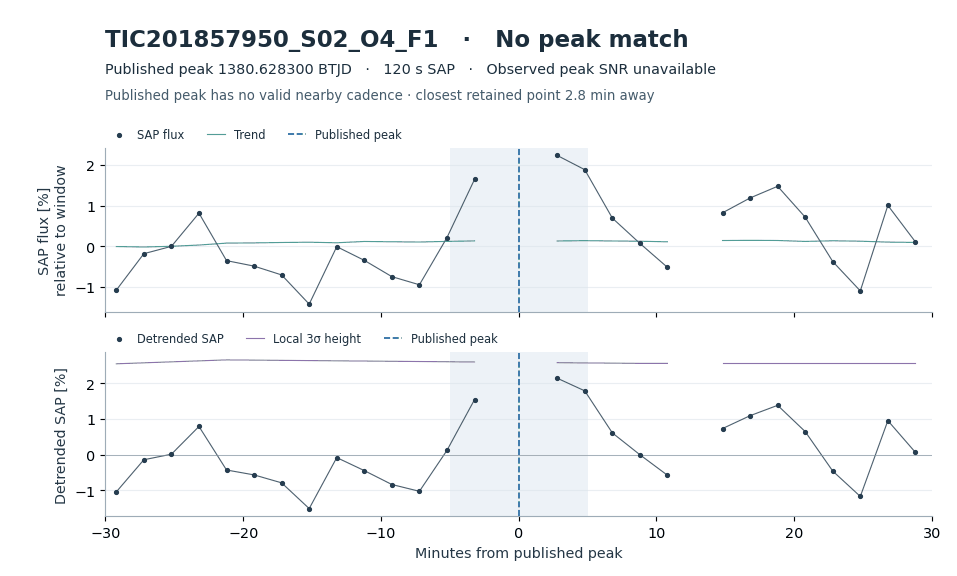 TIC201857950_S02_O4_F1 · No peak match
Published peak 1380.628300 BTJD · 120 s SAP · Observed peak SNR unavailable
Published peak has no valid nearby cadence · closest retained point 2.8 min away
SAP flux Trend Published peak
SAP flux [%]
relative to window
2
1
0
−1
Detrended SAP Local 3σ height Published peak
Detrended SAP [%]
2
1
0
−1
−30 −20 −10 0 10 20 30
Minutes from published peak